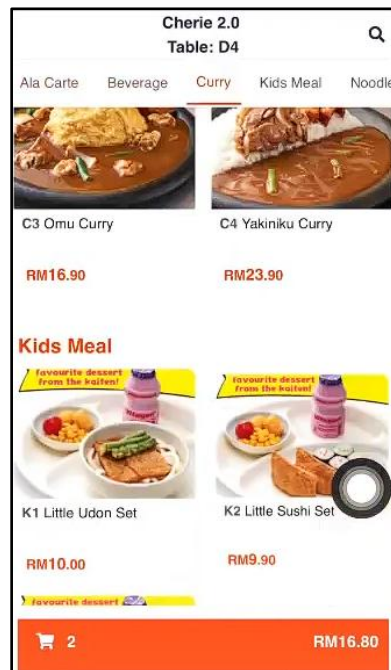 Cherie 2.0
Table: D4
Ala Carte Beverage Curry Kids Meal Noodle
C3 Omu Curry
C4 Yakiniku Curry
RM16.90
RM23.90
Kids Meal
favourite dessert
from the kaiten!
favourite dessert
from the kaiten!
K1 Little Udon Set
K2 Little Sushi Set
RM10.00
RM9.90
favourite dessert
2 RM16.80